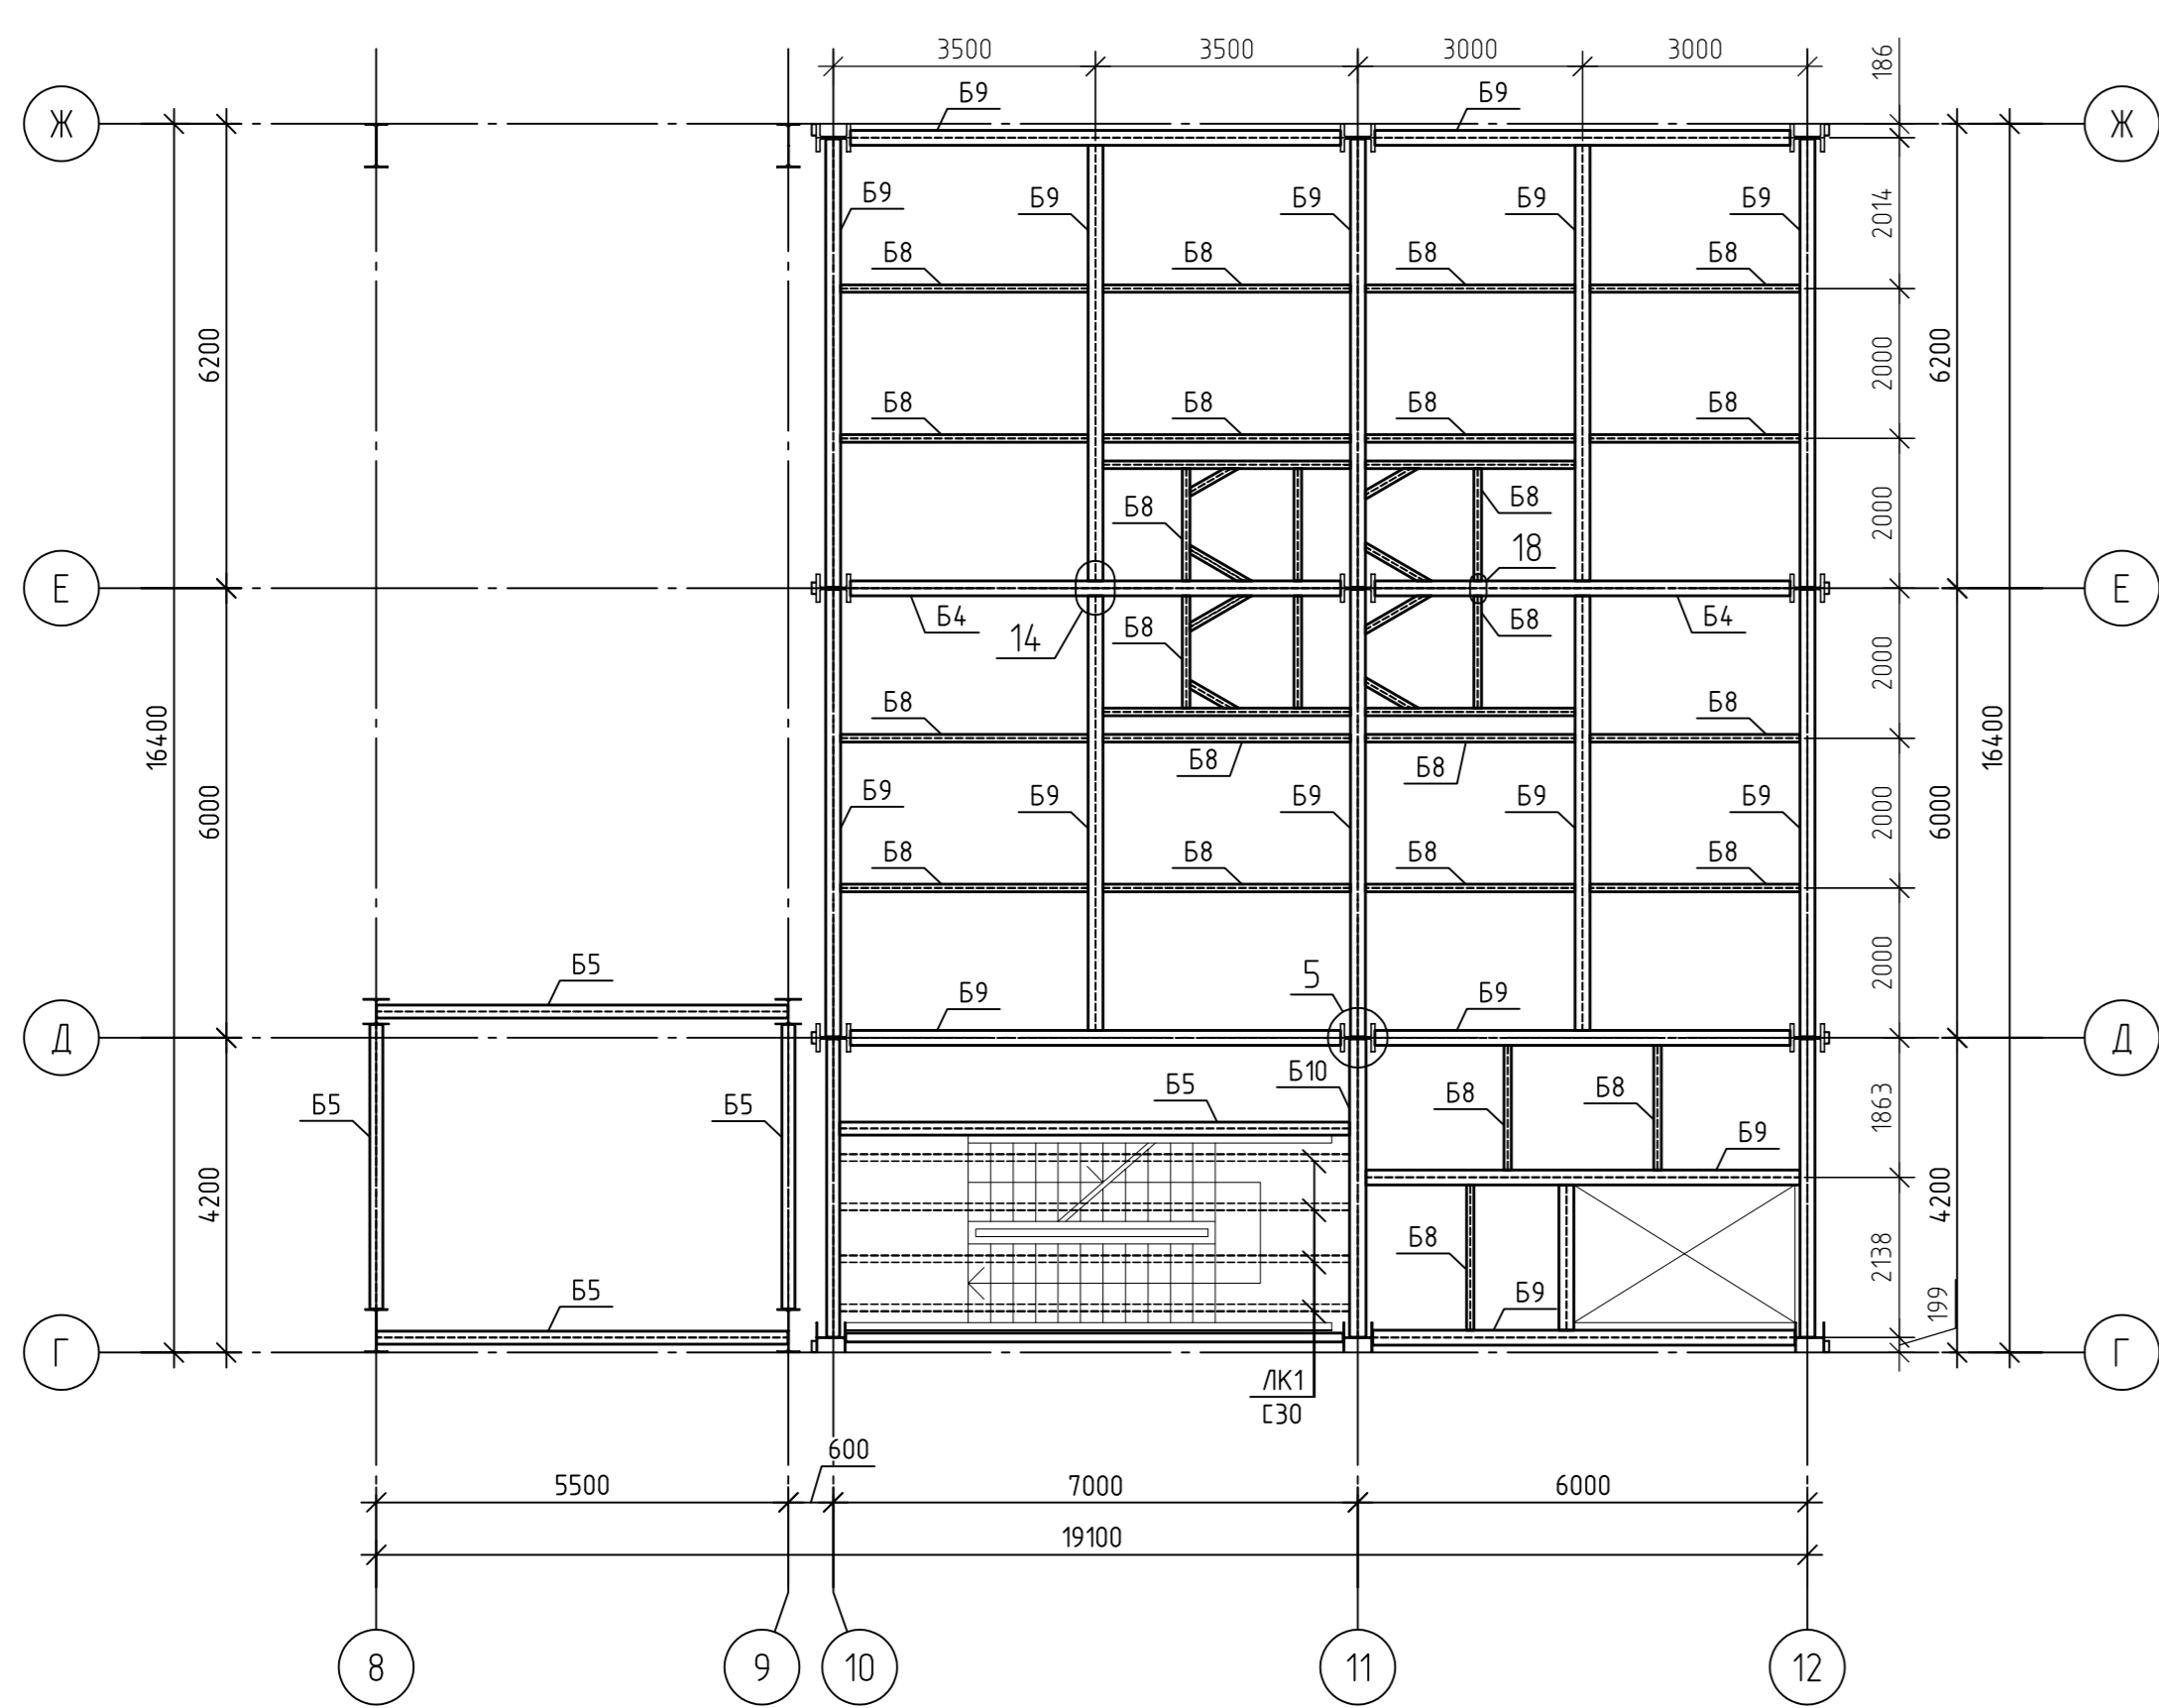 3500 3500 3000 3000
186
Б9 Б9
Ж Ж
Б9 Б9 Б9 Б9 Б9
2014
Б8 Б8 Б8 Б8
6200 2000 6200
Б8 Б8 Б8 Б8
Б8 Б8 2000
18
Е Е
Б4 14 Б8 Б8 Б4
2000
Б8 Б8
16400 16400
Б8 Б8
Б9 Б9 Б9 Б9 Б9
6000 2000 6000
Б8 Б8 Б8 Б8
Б5 5 2000
Б9 Б9
Д Д
Б10
Б5 Б5 Б5 Б8 Б8 1863
Б9
4200 4200
Б8 2138
Б5 Б9 199
Г Г
ЛК1
[30
600
5500 7000 6000
19100
8 9 10 11 12